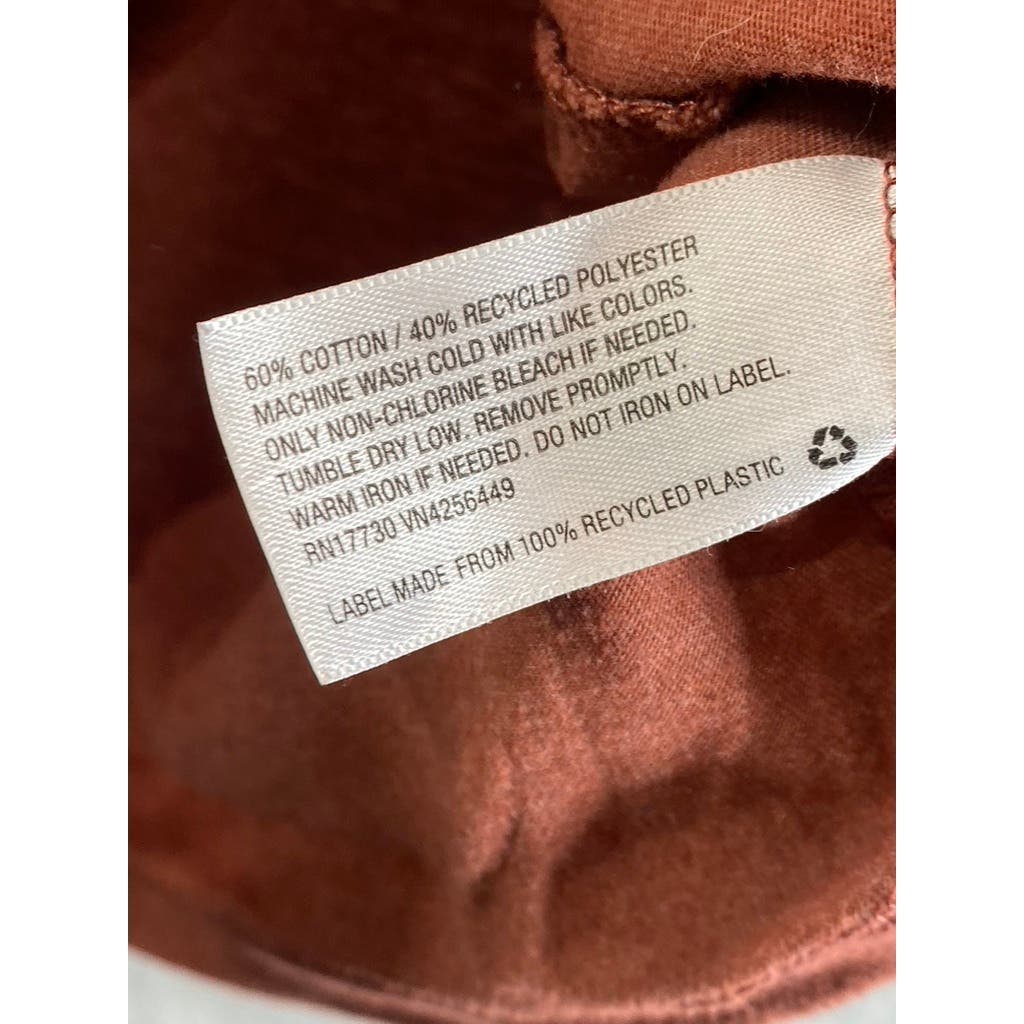 60% COTTON / 40% RECYCLED POLYESTER
MACHINE WASH COLD WITH LIKE COLORS.
ONLY NON-CHLORINE BLEACH IF NEEDED.
TUMBLE DRY LOW. REMOVE PROMPTLY.
WARM IRON IF NEEDED. DO NOT IRON ON LABEL.
RN17730 VN4256449
LABEL MADE FROM 100% RECYCLED PLASTIC